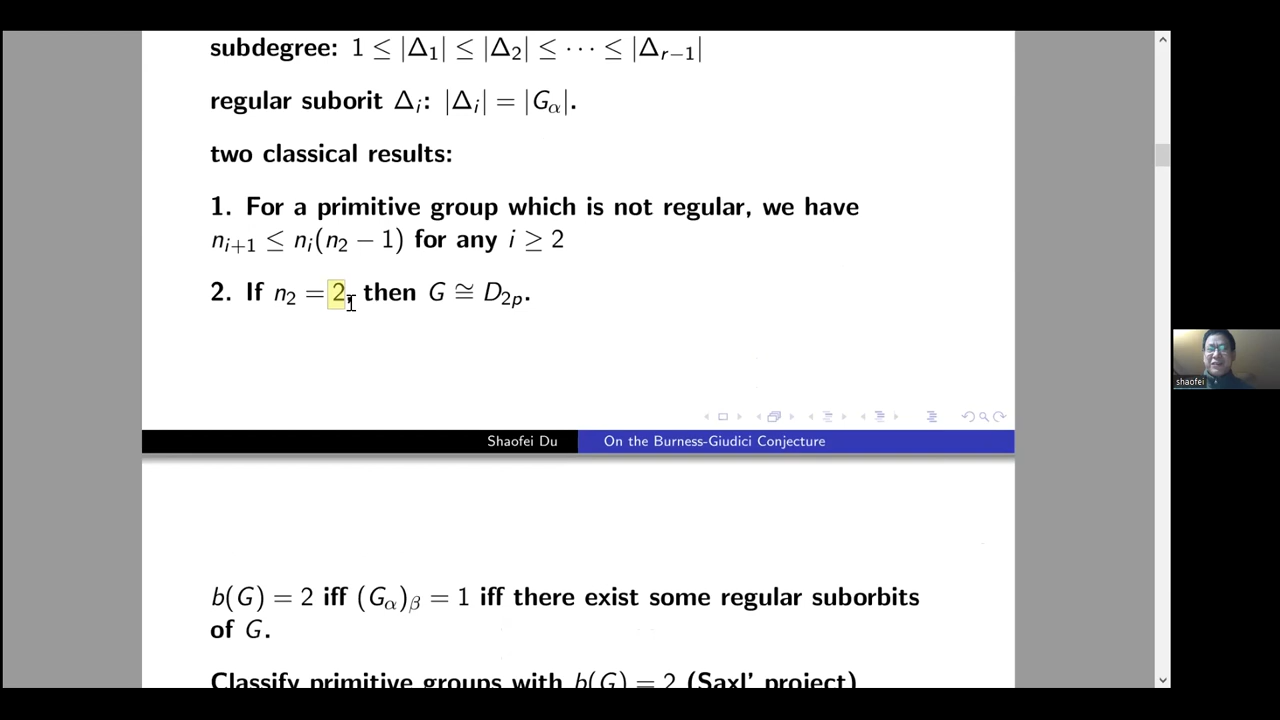 subdegree: 1 ≤ |Δ₁| ≤ |Δ₂| ≤ ··· ≤ |Δᵣ₋₁|
regular suborit Δᵢ: |Δᵢ| = |G_α|.
two classical results:
1. For a primitive group which is not regular, we have
nᵢ₊₁ ≤ nᵢ(n₂ − 1) for any i ≥ 2
2. If n₂ = 2, then G ≅ D₂ₚ.
shaofei
Shaofei Du On the Burness-Giudici Conjecture
b(G) = 2 iff (G_α)_β = 1 iff there exist some regular suborbits
of G.
Classify primitive groups with b(G) = 2 (Saxl' project)